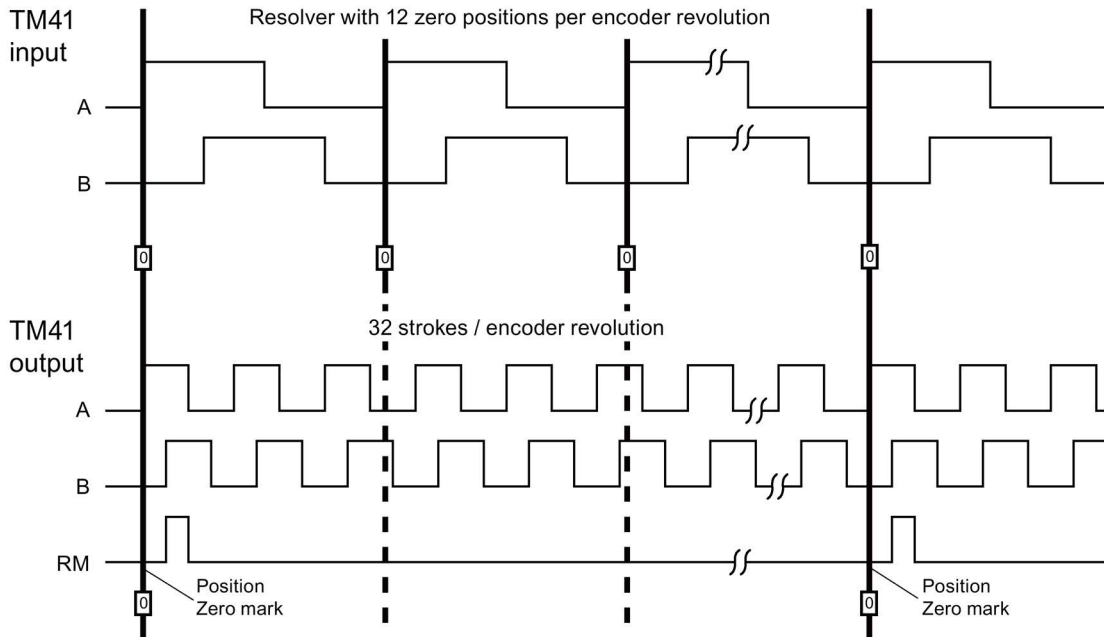 TM41
input
Resolver with 12 zero positions per encoder revolution
A
B
0 0 0 0
TM41
output
32 strokes / encoder revolution
A
B
RM
Position
Zero mark
Position
Zero mark
0 0